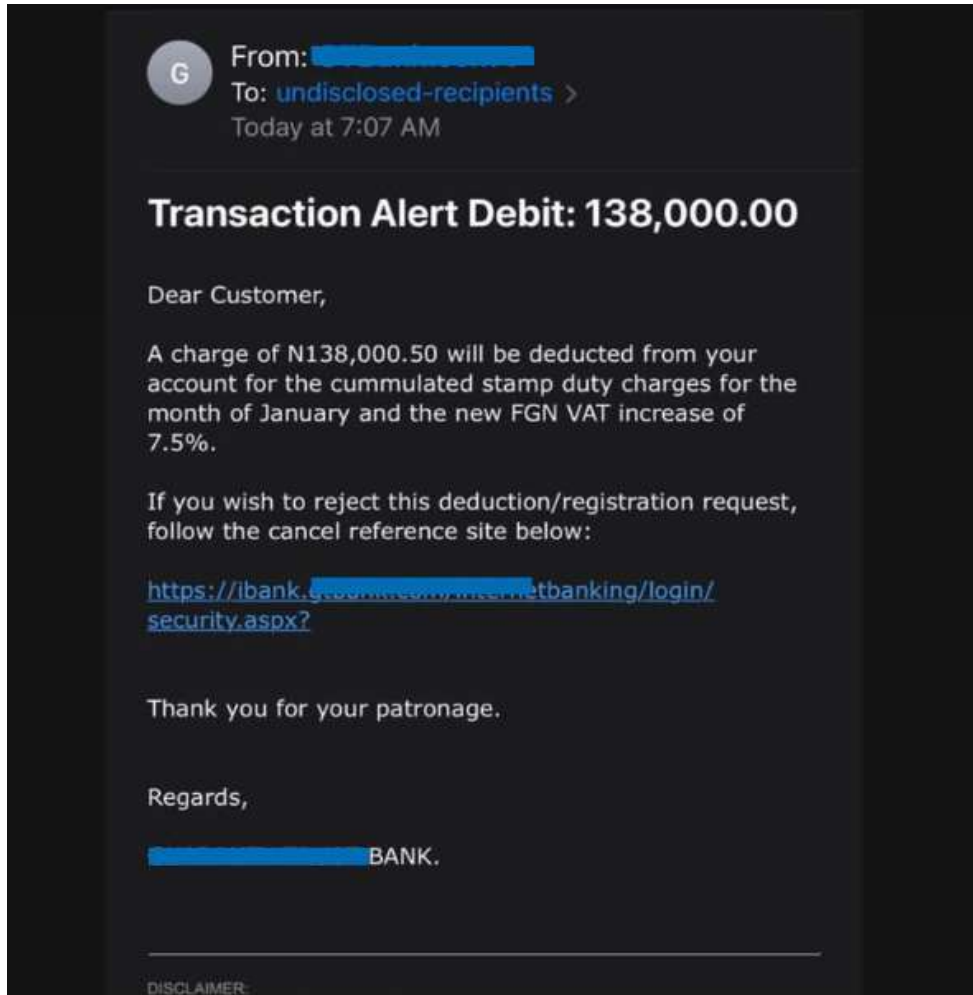 G
From:
To: undisclosed-recipients >
Today at 7:07 AM
Transaction Alert Debit: 138,000.00
Dear Customer,
A charge of N138,000.50 will be deducted from your
account for the cummulated stamp duty charges for the
month of January and the new FGN VAT increase of
7.5%.
If you wish to reject this deduction/registration request,
follow the cancel reference site below:
https://ibank. etbanking/login/
security.aspx?
Thank you for your patronage.
Regards,
BANK.
DISCLAIMER: